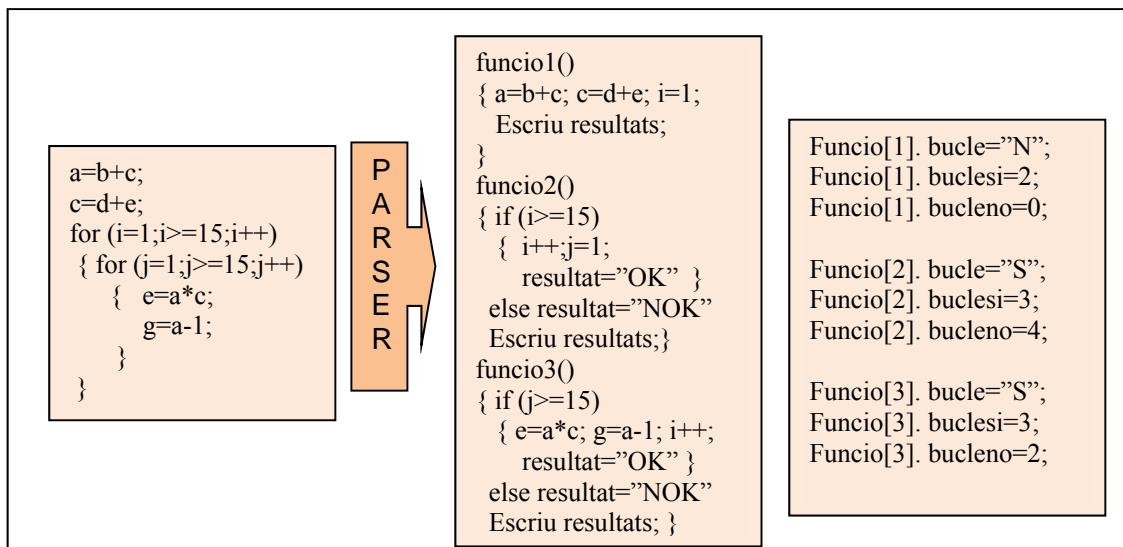 a=b+c;
c=d+e;
for (i=1;i>=15;i++)
{ for (j=1;j>=15;j++)
{ e=a*c;
g=a-1;
}
}
P
A
R
S
E
R
funcio1()
{ a=b+c; c=d+e; i=1;
Escriu resultats;
}
funcio2()
{ if (i>=15)
{ i++;j=1;
resultat=”OK” }
else resultat=”NOK”
Escriu resultats;}
funcio3()
{ if (j>=15)
{ e=a*c; g=a-1; i++;
resultat=”OK” }
else resultat=”NOK”
Escriu resultats; }
Funcio[1]. bucle=”N”;
Funcio[1]. buclesi=2;
Funcio[1]. bucleno=0;
Funcio[2]. bucle=”S”;
Funcio[2]. buclesi=3;
Funcio[2]. bucleno=4;
Funcio[3]. bucle=”S”;
Funcio[3]. buclesi=3;
Funcio[3]. bucleno=2;